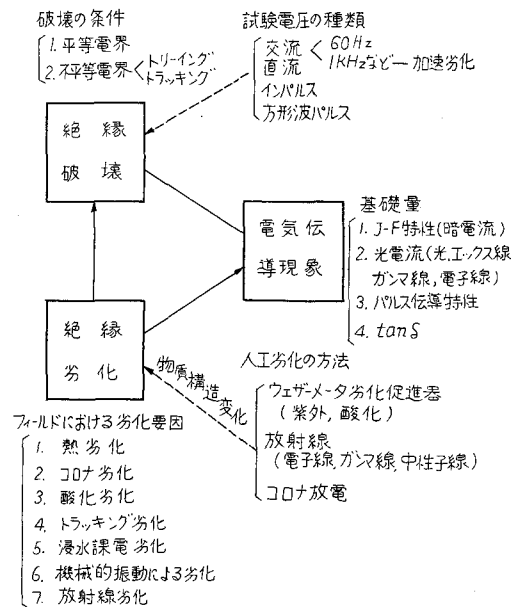 破壊の条件
1. 平等電界
2. 不平等電界＜トリーイング
トラッキング
試験電圧の種類
交流＜60Hz
直流 1KHzなど―加速劣化
インパルス
方形波パルス
絶縁
破壊
電気伝
導現象
基礎量
1. J-F特性(暗電流)
2. 光電流(光,エックス線
ガンマ線,電子線)
3. パルス伝導特性
4. tanδ
絶縁
劣化
物質構造変化
人工劣化の方法
ウェザーメータ劣化促進器
(紫外,酸化)
放射線
(電子線,ガンマ線,中性子線)
コロナ放電
フィールドにおける劣化要因
1. 熱劣化
2. コロナ劣化
3. 酸化劣化
4. トラッキング劣化
5. 浸水課電劣化
6. 機械的振動による劣化
7. 放射線劣化